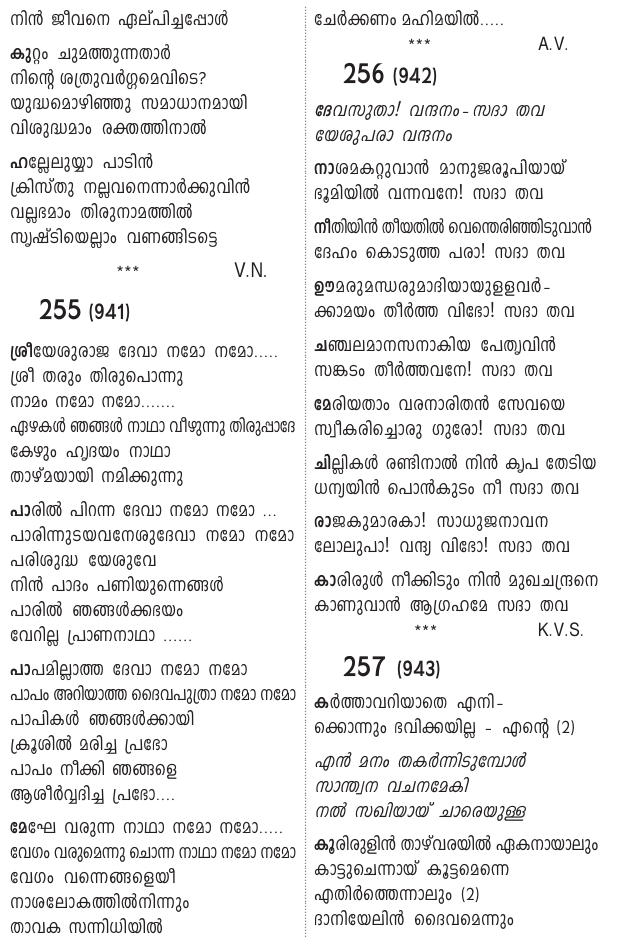 നിൻ ജീവനെ ഏല്പിച്ചപ്പോൾ
കുറ്റം ചുമത്തുന്നതാർ
നിന്റെ ശത്രുവർഗ്ഗമെവിടെ?
യുദ്ധമൊഴിഞ്ഞു സമാധാനമായി
വിശുദ്ധമാം രക്തത്തിനാൽ
ഹല്ലേലുയ്യാ പാടിൻ
ക്രിസ്തു നല്ലവനെന്നാർക്കുവിൻ
വല്ലഭമാം തിരുനാമത്തിൽ
സൃഷ്ടിയെല്ലാം വണങ്ങിടട്ടെ
*** V.N.
255 (941)
ശ്രീയേശുരാജ ദേവാ നമോ നമോ.....
ശ്രീ തരും തിരുപൊന്നു
നാമം നമോ നമോ.......
ഏഴകൾ ഞങ്ങൾ നാഥാ വീഴുന്നു തിരുപ്പാദേ
കേഴും ഹൃദയം നാഥാ
താഴ്മയായി നമിക്കുന്നു
പാരിൽ പിറന്ന ദേവാ നമോ നമോ ...
പാരിന്നുടയവനേശുദേവാ നമോ നമോ
പരിശുദ്ധ യേശുവേ
നിൻ പാദം പണിയുന്നെങ്ങൾ
പാരിൽ ഞങ്ങൾക്കഭയം
വേറില്ല പ്രാണനാഥാ ......
പാപമില്ലാത്ത ദേവാ നമോ നമോ
പാപം അറിയാത്ത ദൈവപുത്രാ നമോ നമോ
പാപികൾ ഞങ്ങൾക്കായി
ക്രൂശിൽ മരിച്ച പ്രഭോ
പാപം നീക്കി ഞങ്ങളെ
ആശീർവ്വദിച്ച പ്രഭോ....
മേഘേ വരുന്ന നാഥാ നമോ നമോ.....
വേഗം വരുമെന്നു ചൊന്ന നാഥാ നമോ നമോ
വേഗം വന്നെങ്ങളെയീ
നാശലോകത്തിൽനിന്നും
താവക സന്നിധിയിൽ
ചേർക്കണം മഹിമയിൽ.....
*** A.V.
256 (942)
ദേവസുതാ! വന്ദനം-സദാ തവ
യേശുപരാ വന്ദനം
നാശമകറ്റുവാൻ മാനുജരൂപിയായ്
ഭൂമിയിൽ വന്നവനേ! സദാ തവ
നീതിയിൻ തീയതിൽ വെന്തെരിഞ്ഞിടുവാൻ
ദേഹം കൊടുത്ത പരാ! സദാ തവ
ഊമരുമന്ധരുമാദിയായുളളവർ-
ക്കാമയം തീർത്ത വിഭോ! സദാ തവ
ചഞ്ചലമാനസനാകിയ പേതൃവിൻ
സങ്കടം തീർത്തവനേ! സദാ തവ
മേരിയതാം വരനാരിതൻ സേവയെ
സ്വീകരിച്ചൊരു ഗുരോ! സദാ തവ
ചില്ലികൾ രണ്ടിനാൽ നിൻ കൃപ തേടിയ
ധന്യയിൻ പൊൻകുടം നീ സദാ തവ
രാജകുമാരകാ! സാധുജനാവന
ലോലുപാ! വന്ദ്യ വിഭോ! സദാ തവ
കാരിരുൾ നീക്കിടും നിൻ മുഖചന്ദ്രനെ
കാണുവാൻ ആഗ്രഹമേ സദാ തവ
*** K.V.S.
257 (943)
കർത്താവറിയാതെ എനി-
ക്കൊന്നും ഭവിക്കയില്ല - എന്റെ (2)
എൻ മനം തകർന്നിടുമ്പോൾ
സാന്ത്വന വചനമേകി
നൽ സഖിയായ് ചാരെയുള്ള
കൂരിരുളിൻ താഴ്‌വരയിൽ ഏകനായാലും
കാട്ടുചെന്നായ് കൂട്ടമെന്നെ
എതിർത്തെന്നാലും (2)
ദാനിയേലിൻ ദൈവമെന്നും